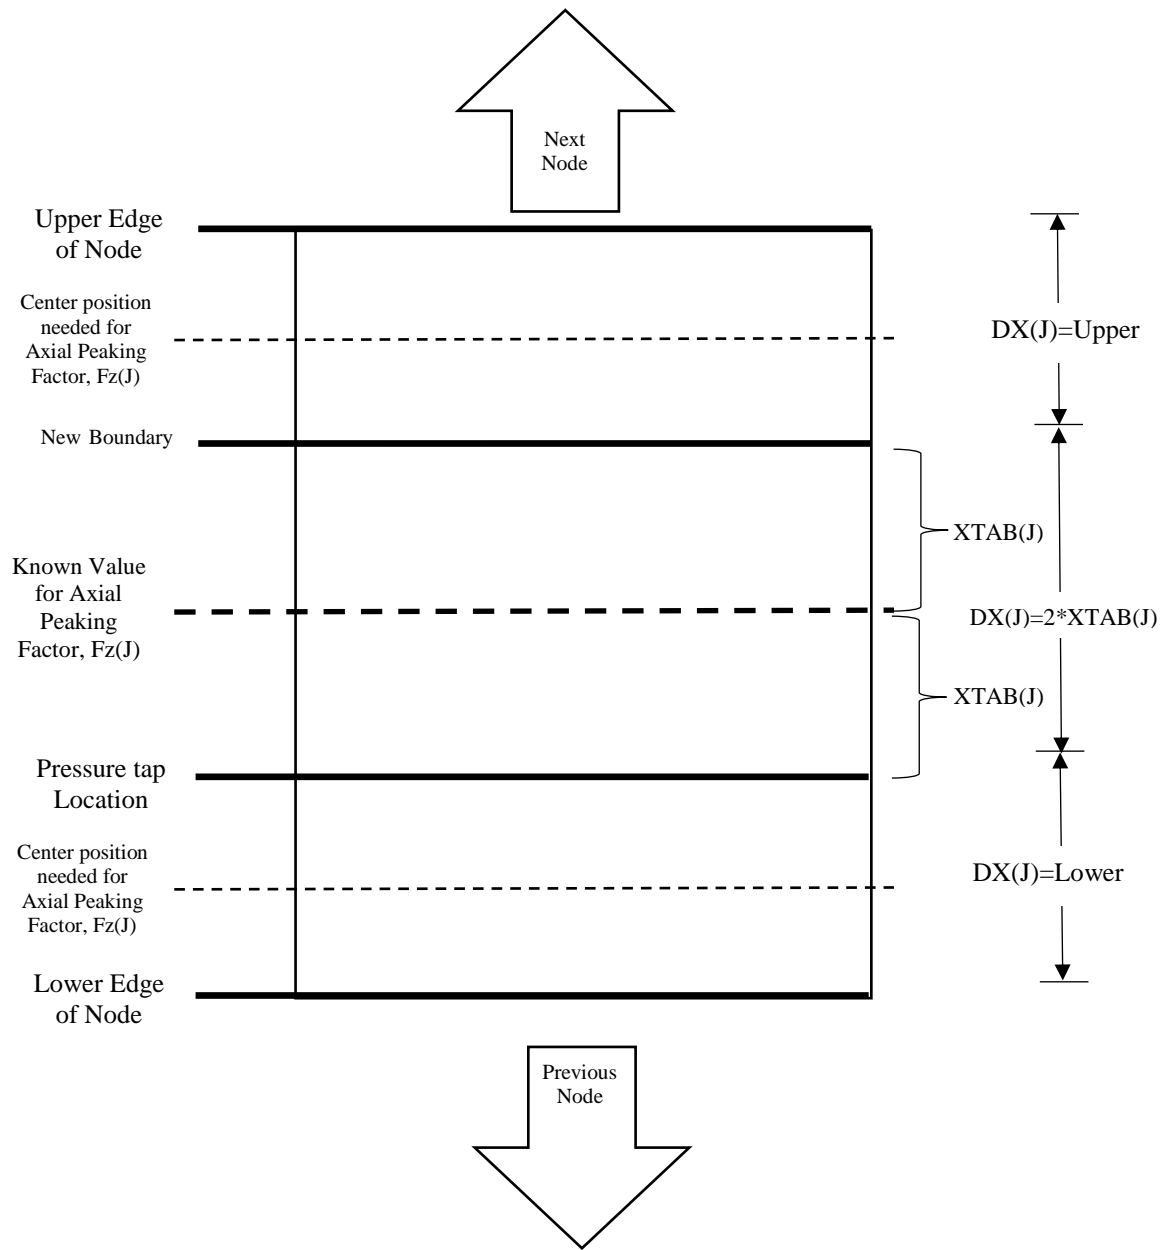 Next
Node
Upper Edge
of Node
Center position
needed for
Axial Peaking
Factor, Fz(J)
DX(J)=Upper
New Boundary
XTAB(J)
Known Value
for Axial
Peaking
Factor, Fz(J)
DX(J)=2*XTAB(J)
XTAB(J)
Pressure tap
Location
Center position
needed for
Axial Peaking
Factor, Fz(J)
DX(J)=Lower
Lower Edge
of Node
Previous
Node